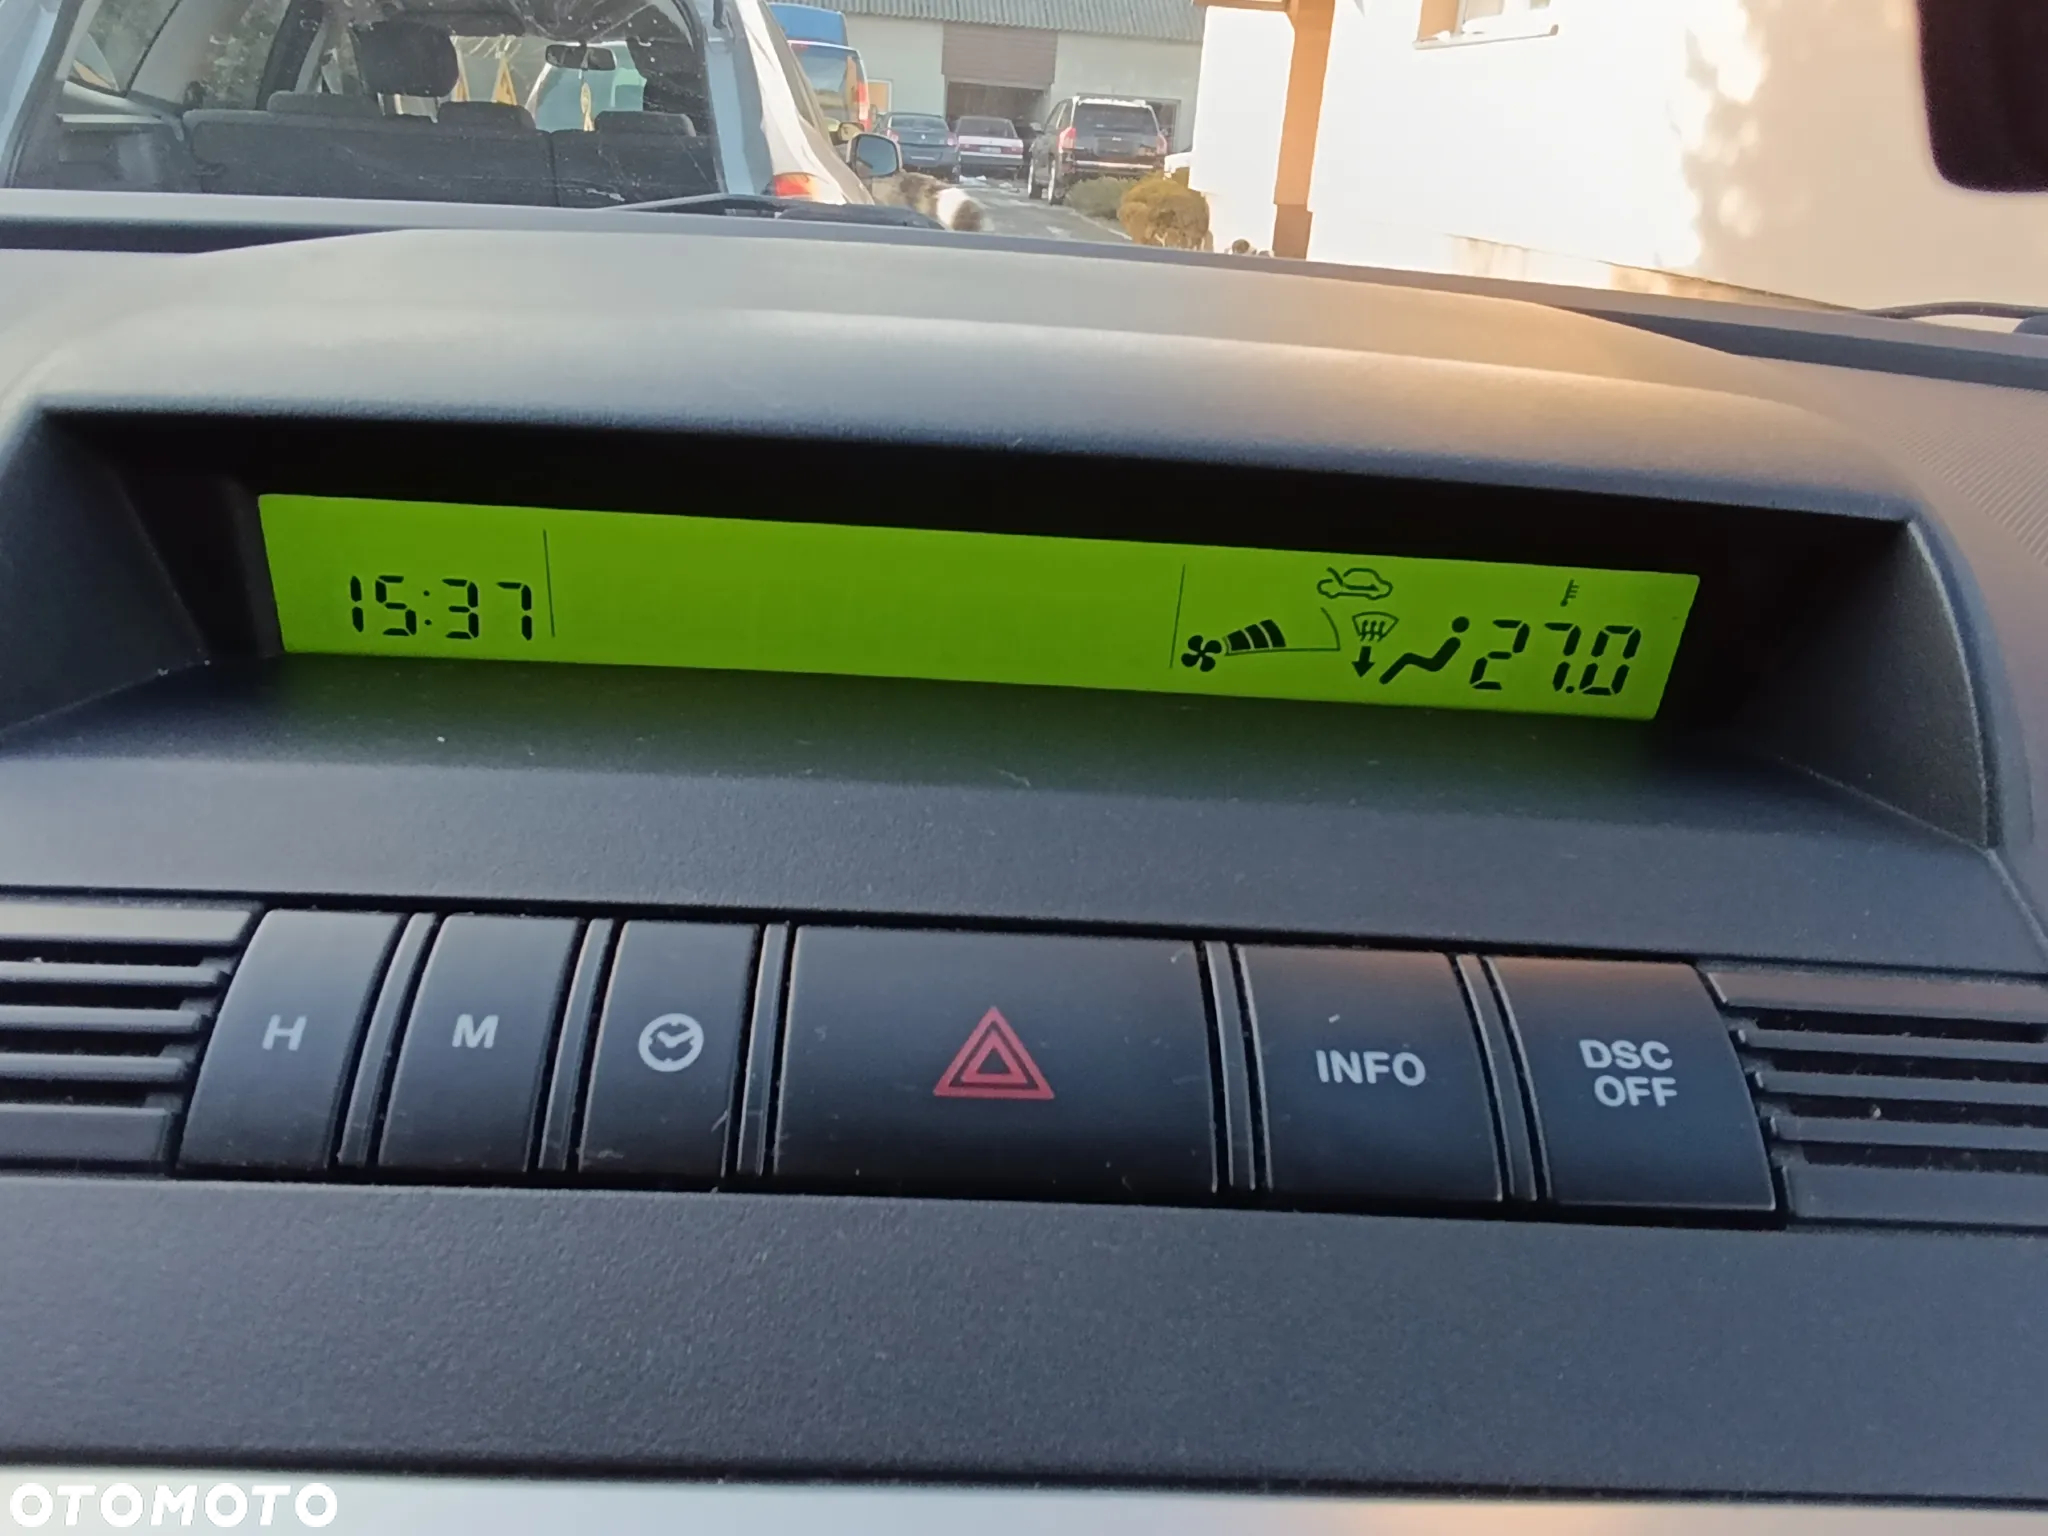 15:37
27.0
H
M
INFO
DSC
OFF
OTOMOTO